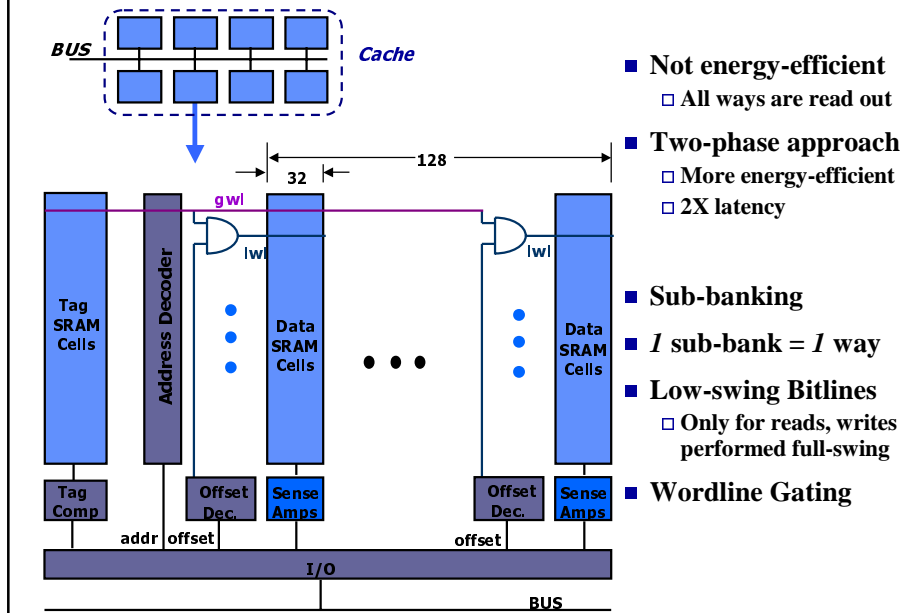 BUS
Cache
128
32
gwl
lwl
lwl
Tag
SRAM
Cells
Address Decoder
Data
SRAM
Cells
Data
SRAM
Cells
Tag
Comp
Offset
Dec.
Sense
Amps
Offset
Dec.
Sense
Amps
addr
offset
offset
I/O
BUS
Not energy-efficient
All ways are read out
Two-phase approach
More energy-efficient
2X latency
Sub-banking
1 sub-bank = 1 way
Low-swing Bitlines
Only for reads, writes
performed full-swing
Wordline Gating